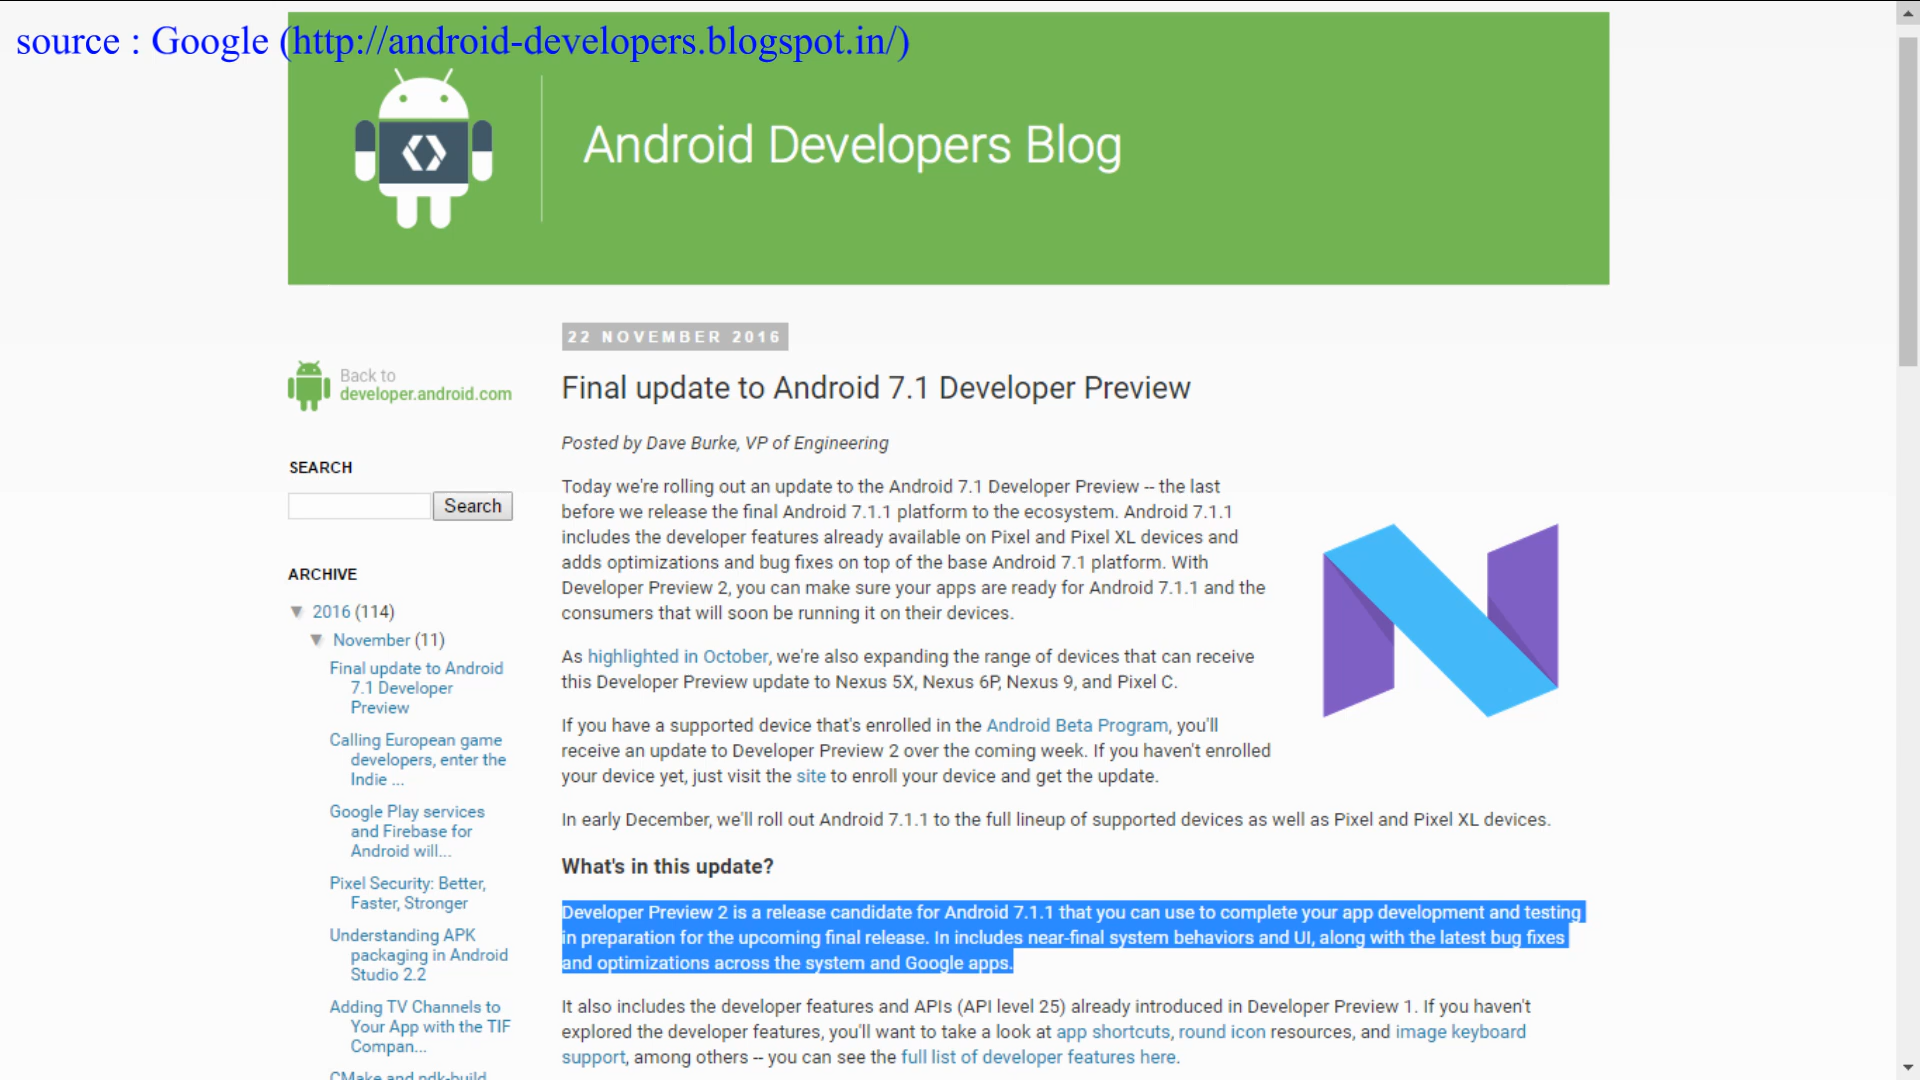 source : Google (http://android-developers.blogspot.in/)
Android Developers Blog
22 NOVEMBER 2016
Final update to Android 7.1 Developer Preview
Posted by Dave Burke, VP of Engineering
Today we're rolling out an update to the Android 7.1 Developer Preview -- the last
before we release the final Android 7.1.1 platform to the ecosystem. Android 7.1.1
includes the developer features already available on Pixel and Pixel XL devices and
adds optimizations and bug fixes on top of the base Android 7.1 platform. With
Developer Preview 2, you can make sure your apps are ready for Android 7.1.1 and the
consumers that will soon be running it on their devices.
As highlighted in October, we're also expanding the range of devices that can receive
this Developer Preview update to Nexus 5X, Nexus 6P, Nexus 9, and Pixel C.
If you have a supported device that's enrolled in the Android Beta Program, you'll
receive an update to Developer Preview 2 over the coming week. If you haven't enrolled
your device yet, just visit the site to enroll your device and get the update.
In early December, we'll roll out Android 7.1.1 to the full lineup of supported devices as well as Pixel and Pixel XL devices.
What's in this update?
Developer Preview 2 is a release candidate for Android 7.1.1 that you can use to complete your app development and testing
in preparation for the upcoming final release. In includes near-final system behaviors and UI, along with the latest bug fixes
and optimizations across the system and Google apps.
It also includes the developer features and APIs (API level 25) already introduced in Developer Preview 1. If you haven't
explored the developer features, you'll want to take a look at app shortcuts, round icon resources, and image keyboard
support, among others -- you can see the full list of developer features here.
Back to
developer.android.com
SEARCH
Search
ARCHIVE
▼ 2016 (114)
▼ November (11)
Final update to Android
7.1 Developer
Preview
Calling European game
developers, enter the
Indie ...
Google Play services
and Firebase for
Android will...
Pixel Security: Better,
Faster, Stronger
Understanding APK
packaging in Android
Studio 2.2
Adding TV Channels to
Your App with the TIF
Compan...
CMake and ndk-build